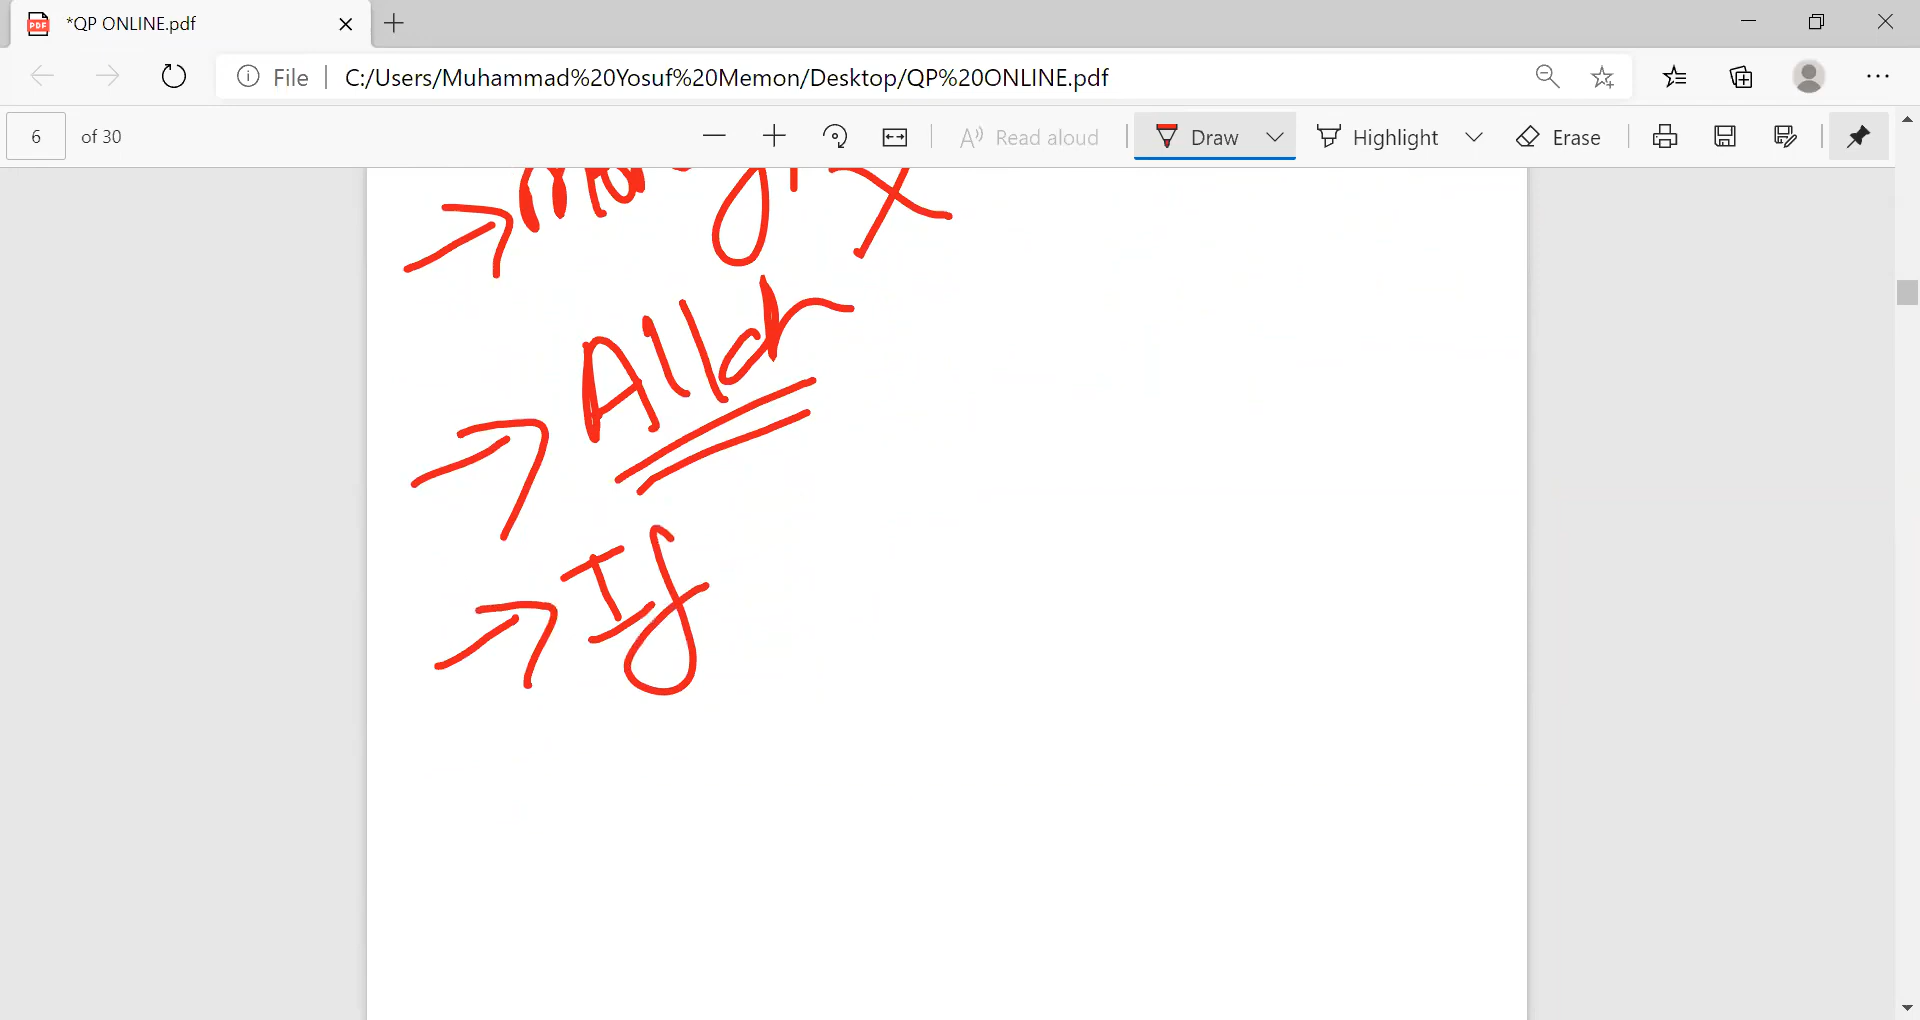 *QP ONLINE.pdf
File C:/Users/Muhammad%20Yosuf%20Memon/Desktop/QP%20ONLINE.pdf
6 of 30 Read aloud Draw Highlight Erase
→
→ Allah
→ If